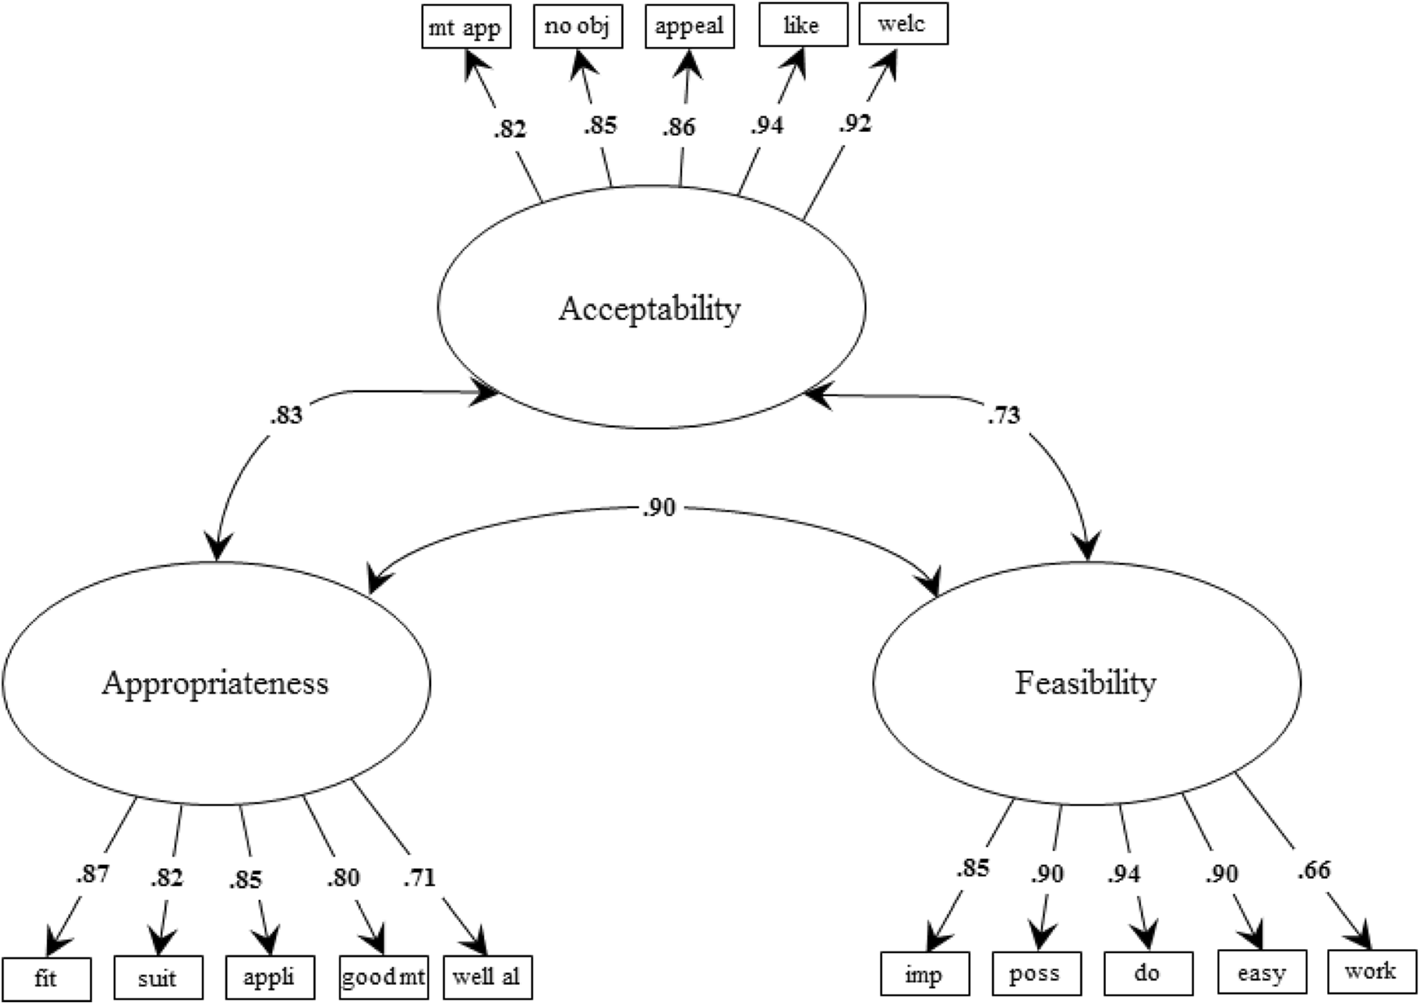 mt app no obj appeal like welc
.82 .85 .86 .94 .92
Acceptability
.83 .73
.90
Appropriateness Feasibility
.87 .82 .85 .80 .71 .85 .90 .94 .90 .66
fit suit appli good mt well al imp poss do easy work